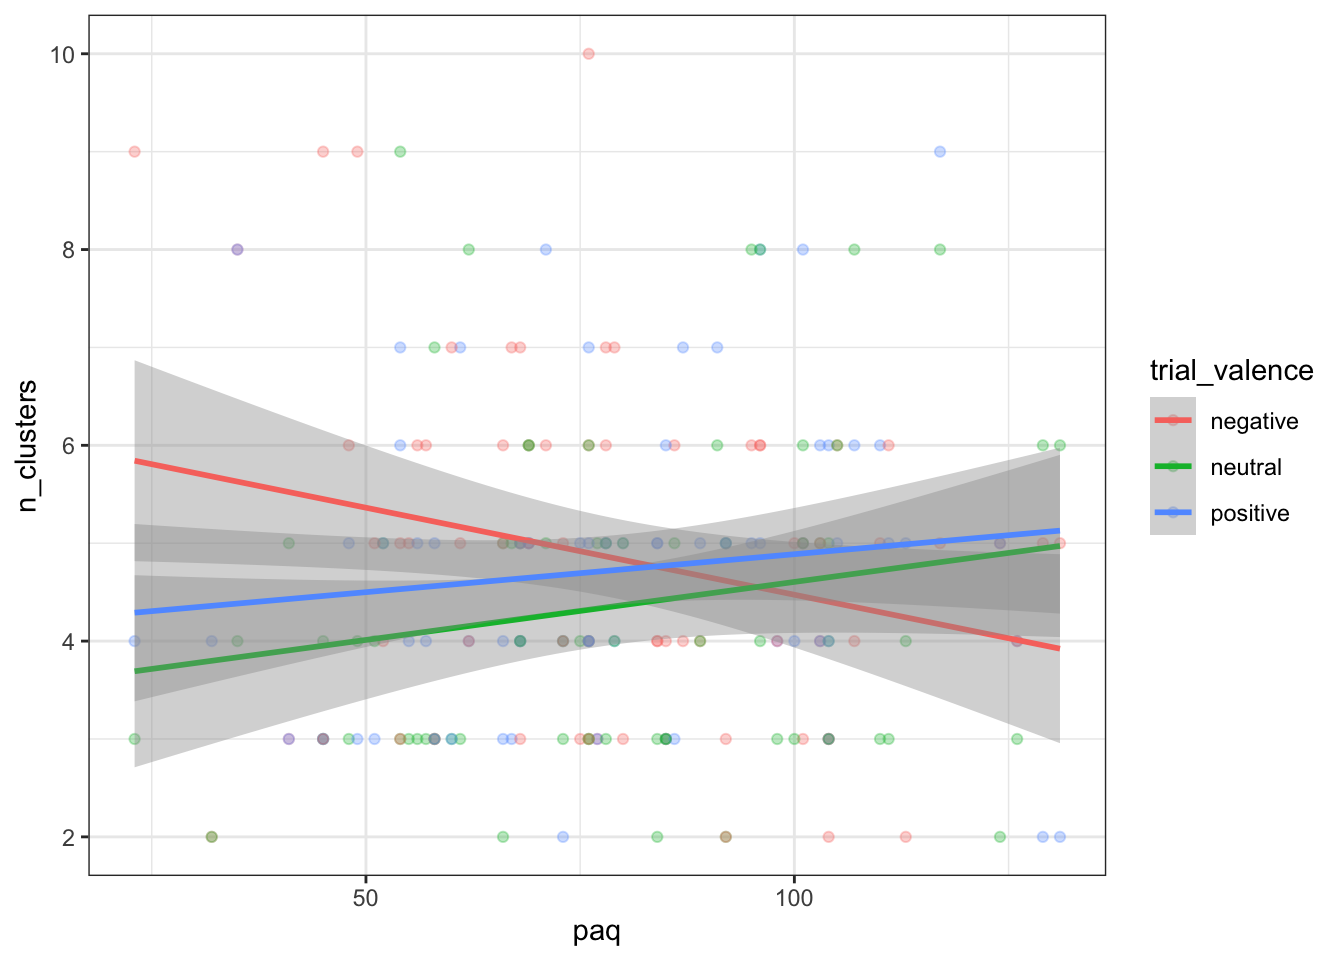 10
8
6
4
2
n_clusters
50
100
paq
trial_valence
negative
neutral
positive